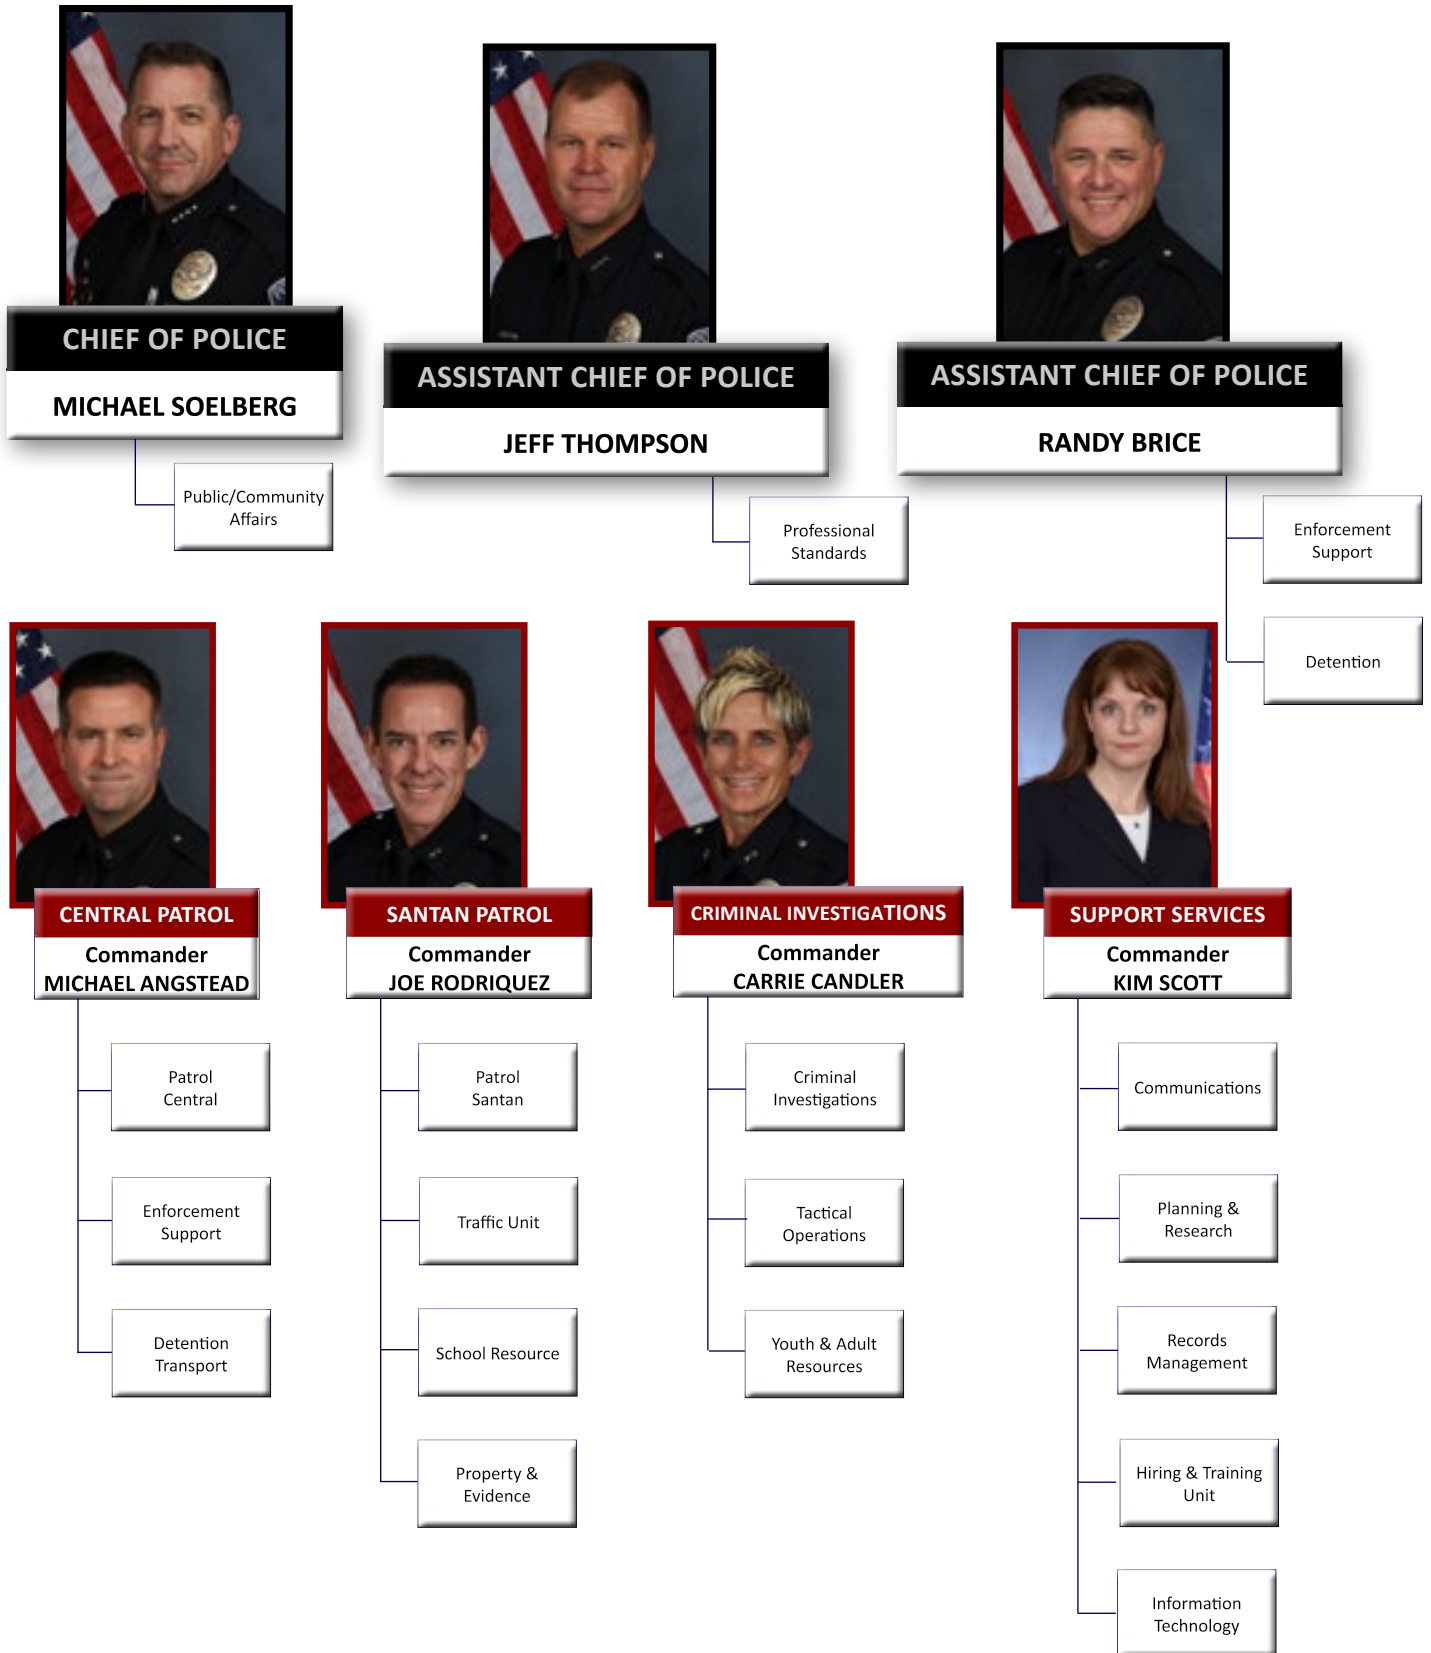 CHIEF OF POLICE
MICHAEL SOELBERG
Public/Community
Affairs
ASSISTANT CHIEF OF POLICE
JEFF THOMPSON
Professional
Standards
ASSISTANT CHIEF OF POLICE
RANDY BRICE
Enforcement
Support
Detention
CENTRAL PATROL
Commander
MICHAEL ANGSTEAD
Patrol
Central
Enforcement
Support
Detention
Transport
SANTAN PATROL
Commander
JOE RODRIQUEZ
Patrol
Santan
Traffic Unit
School Resource
Property &
Evidence
CRIMINAL INVESTIGATIONS
Commander
CARRIE CANDLER
Criminal
Investigations
Tactical
Operations
Youth & Adult
Resources
SUPPORT SERVICES
Commander
KIM SCOTT
Communications
Planning &
Research
Records
Management
Hiring & Training
Unit
Information
Technology